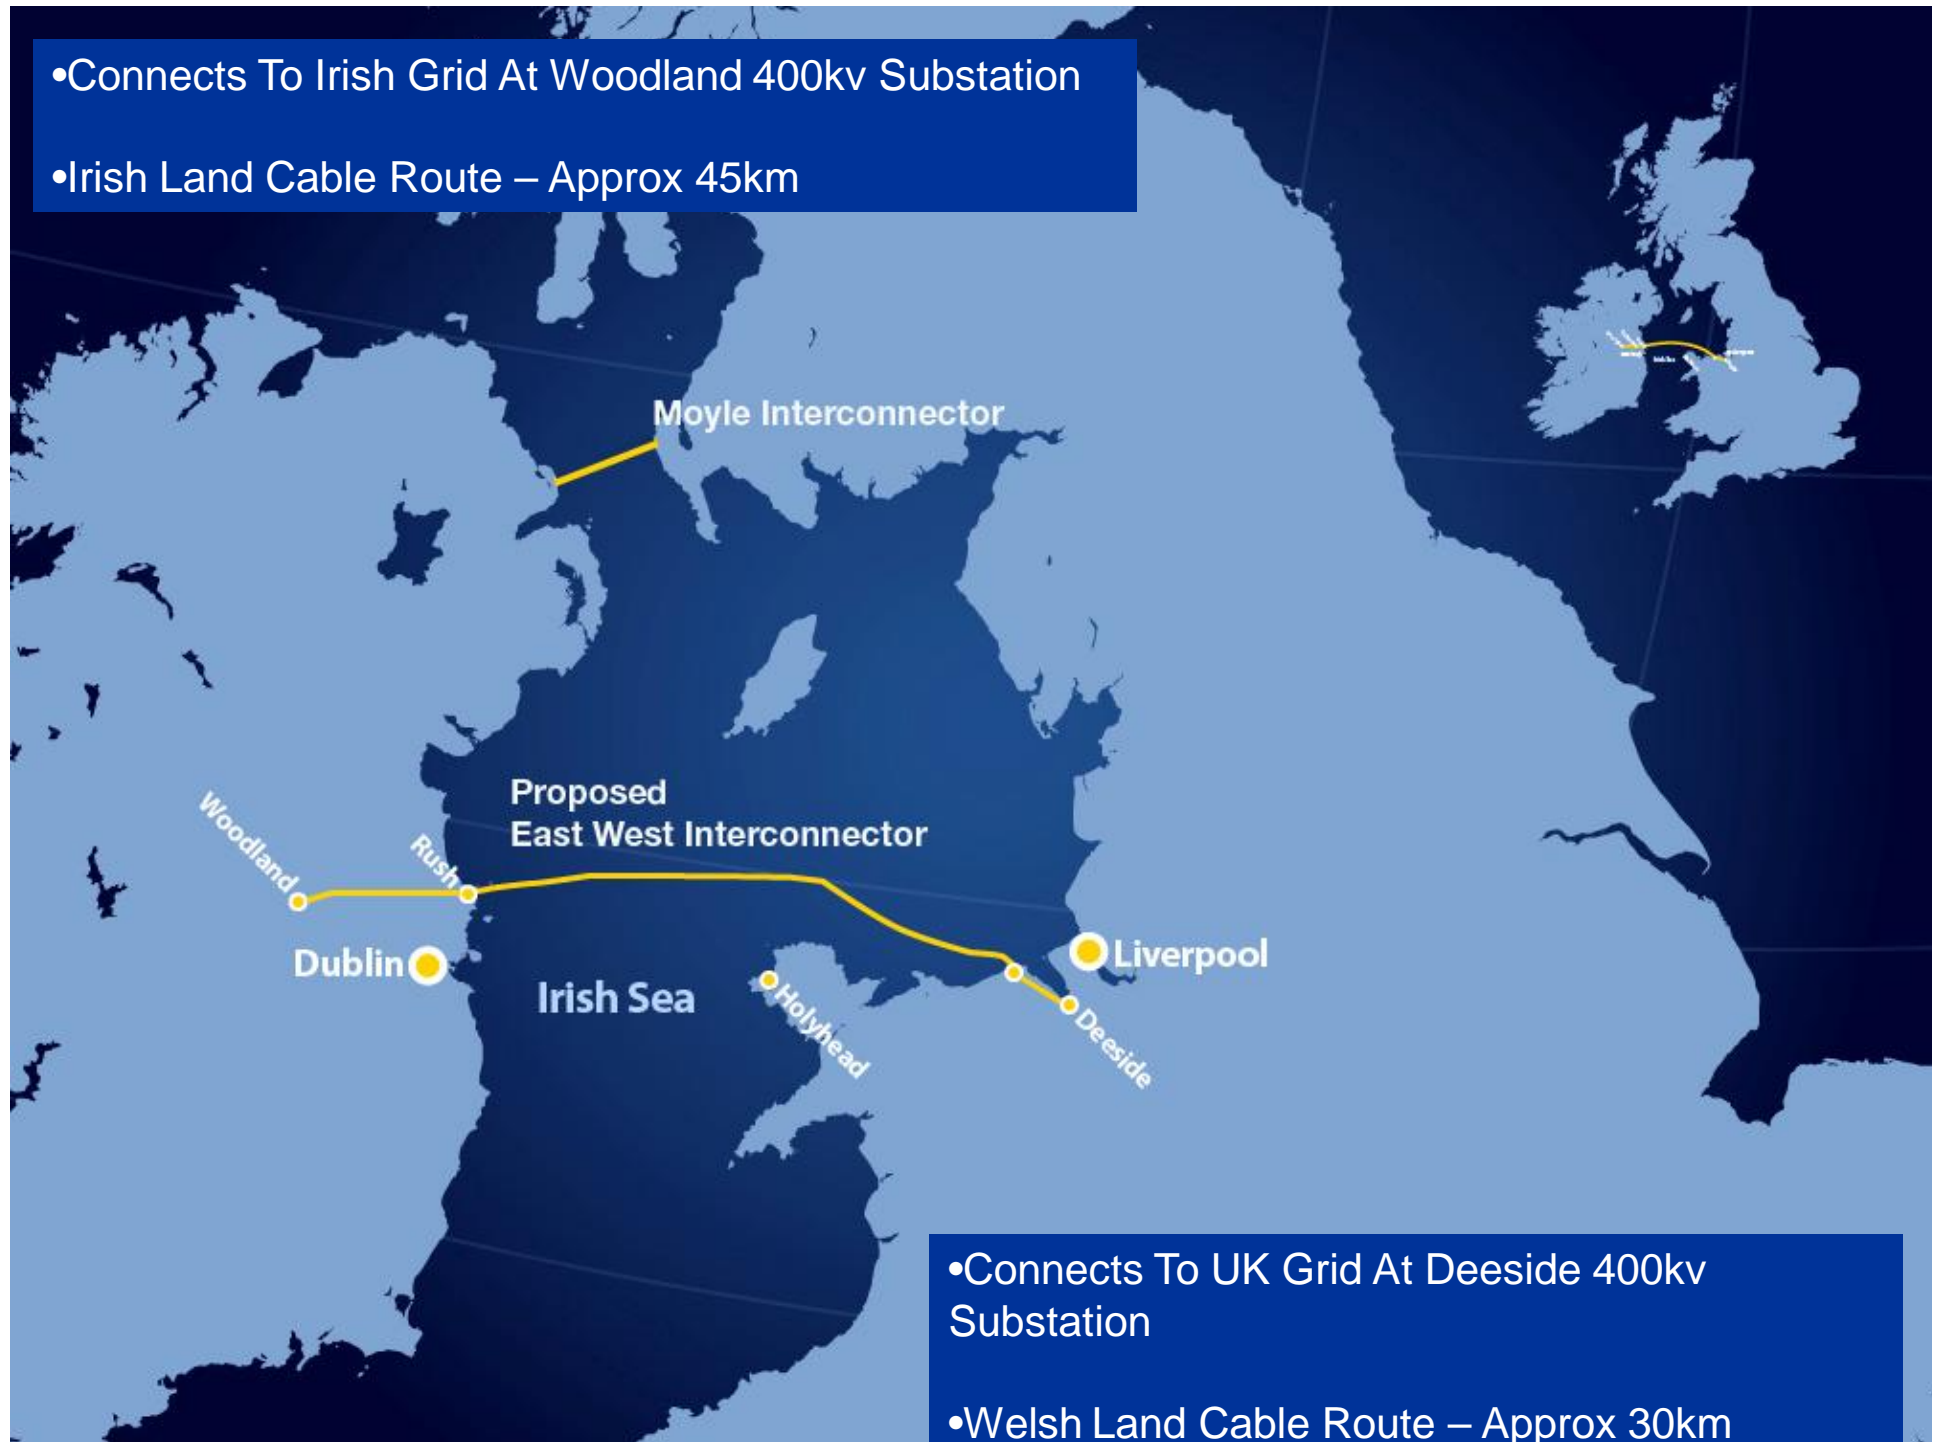 •Connects To Irish Grid At Woodland 400kv Substation
•Irish Land Cable Route – Approx 45km
Moyle Interconnector
Proposed
East West Interconnector
Woodland
Rush
Dublin
Irish Sea
Holyhead
Liverpool
Deeside
•Connects To UK Grid At Deeside 400kv
Substation
•Welsh Land Cable Route – Approx 30km